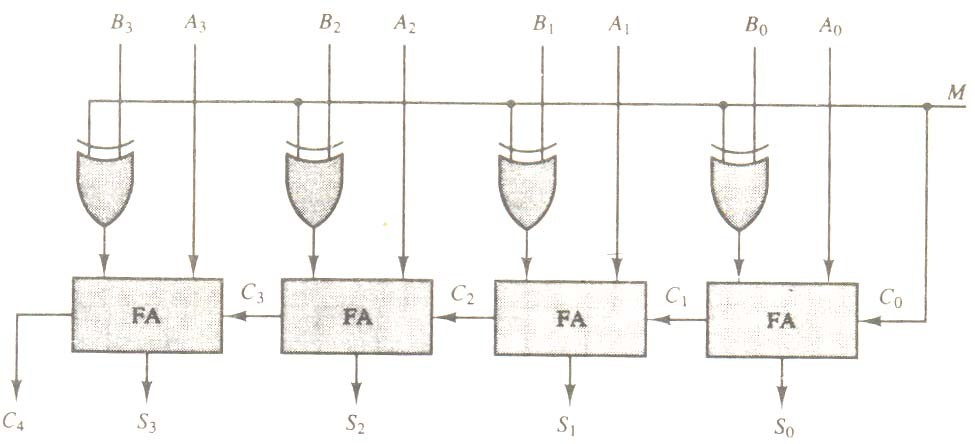 B₃ A₃ B₂ A₂ B₁ A₁ B₀ A₀
M
C₃ C₂ C₁ C₀
FA FA FA FA
C₄ S₃ S₂ S₁ S₀